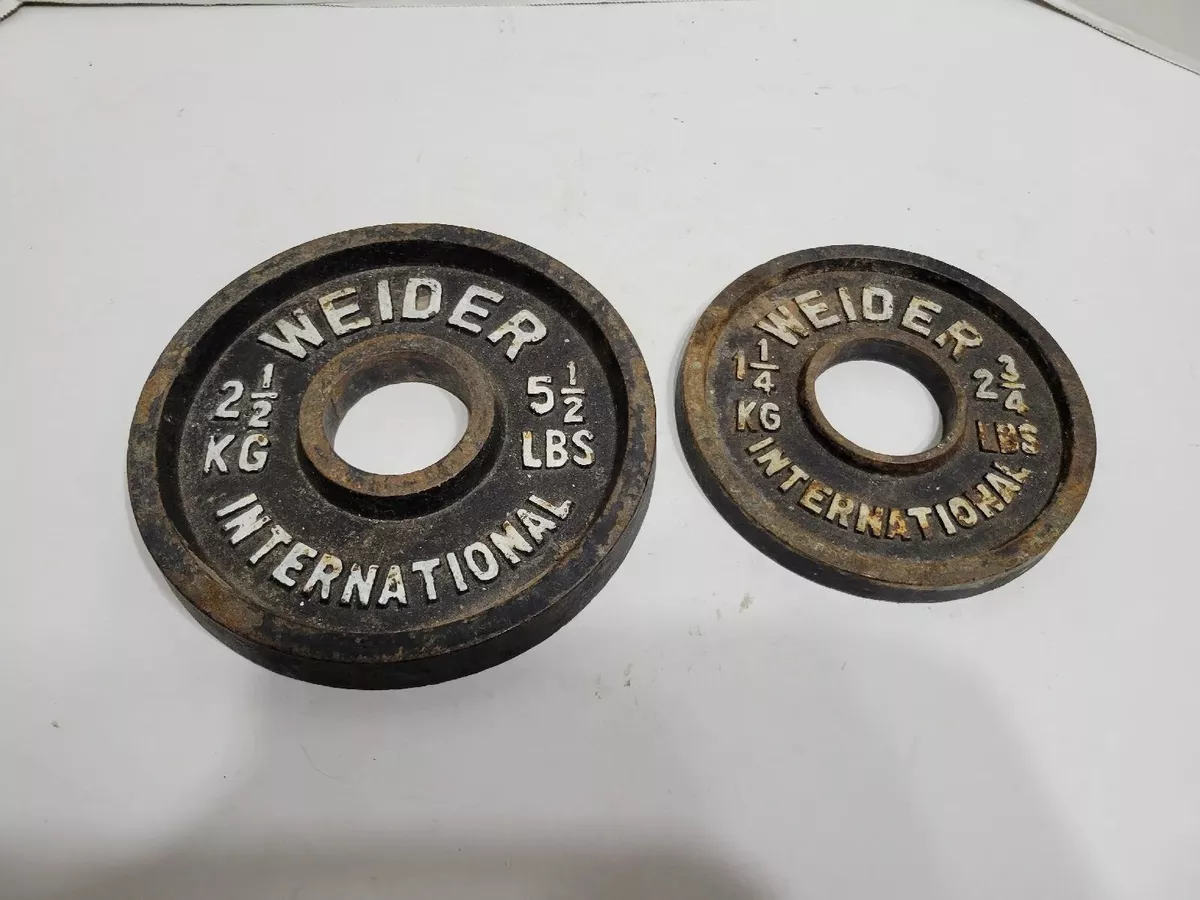 WEIDER
2 1/2 KG
5 1/2 LBS
INTERNATIONAL
WEIDER
1 1/4 KG
2 3/4 LBS
INTERNATIONAL